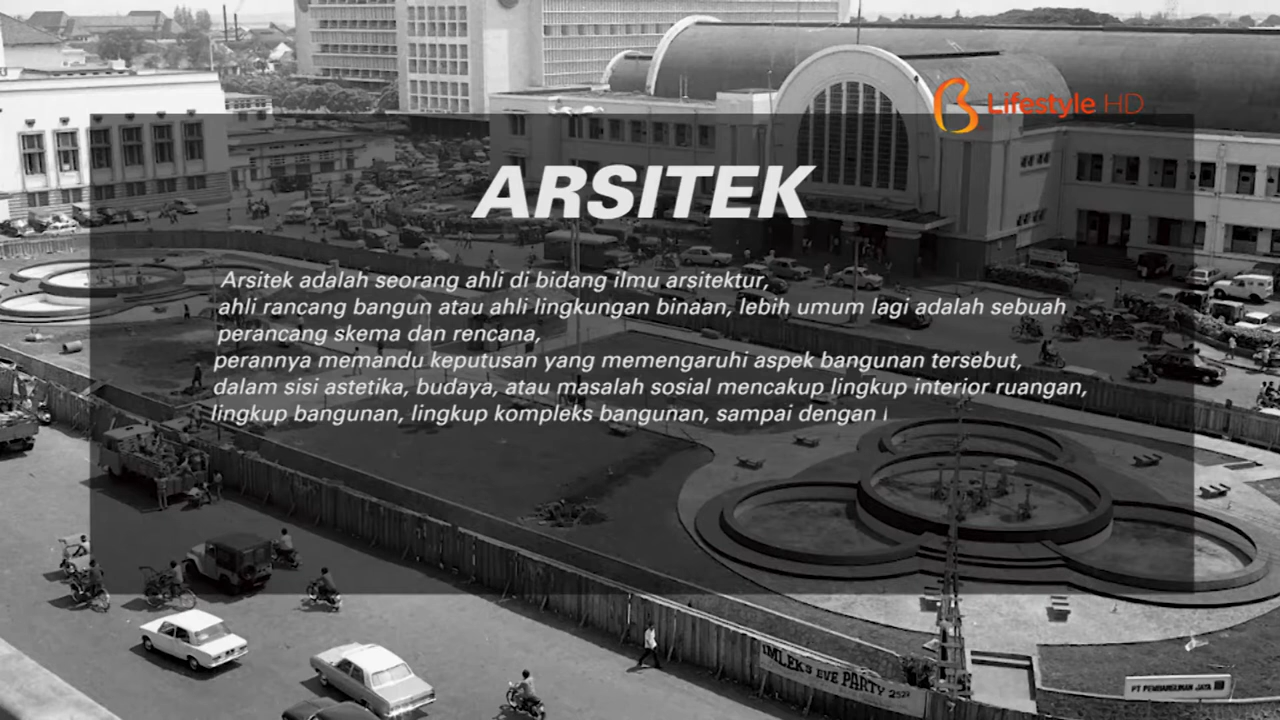 Lifestyle HD
ARSITEK
Arsitek adalah seorang ahli di bidang ilmu arsitektur,
ahli rancang bangun atau ahli lingkungan binaan, lebih umum lagi adalah sebuah
perancang skema dan rencana,
perannya memandu keputusan yang memengaruhi aspek bangunan tersebut,
dalam sisi astetika, budaya, atau masalah sosial mencakup lingkup interior ruangan,
lingkup bangunan, lingkup kompleks bangunan, sampai dengan l
IMLEK'S EVE PARTY
PT PEMBANGUNAN JAYA